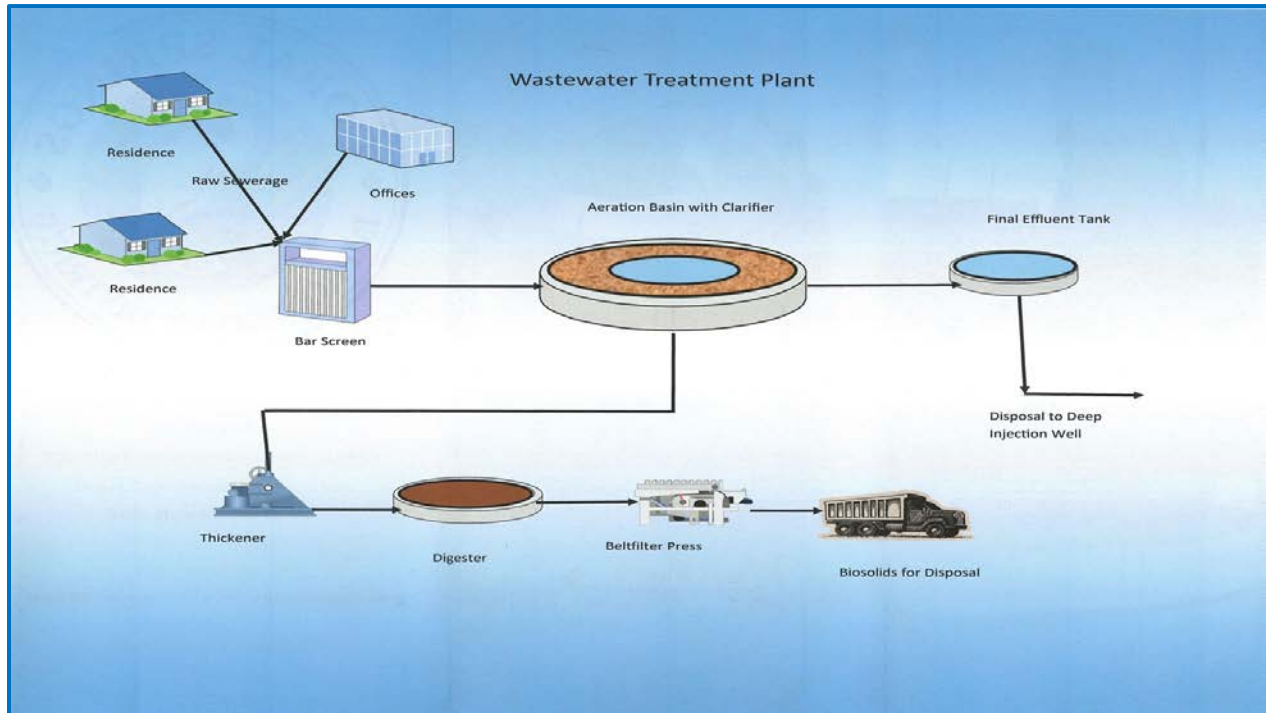 Wastewater Treatment Plant
Residence
Raw Sewerage
Offices
Residence
Bar Screen
Aeration Basin with Clarifier
Final Effluent Tank
Disposal to Deep
Injection Well
Thickener
Digester
Beltfilter Press
Biosolids for Disposal